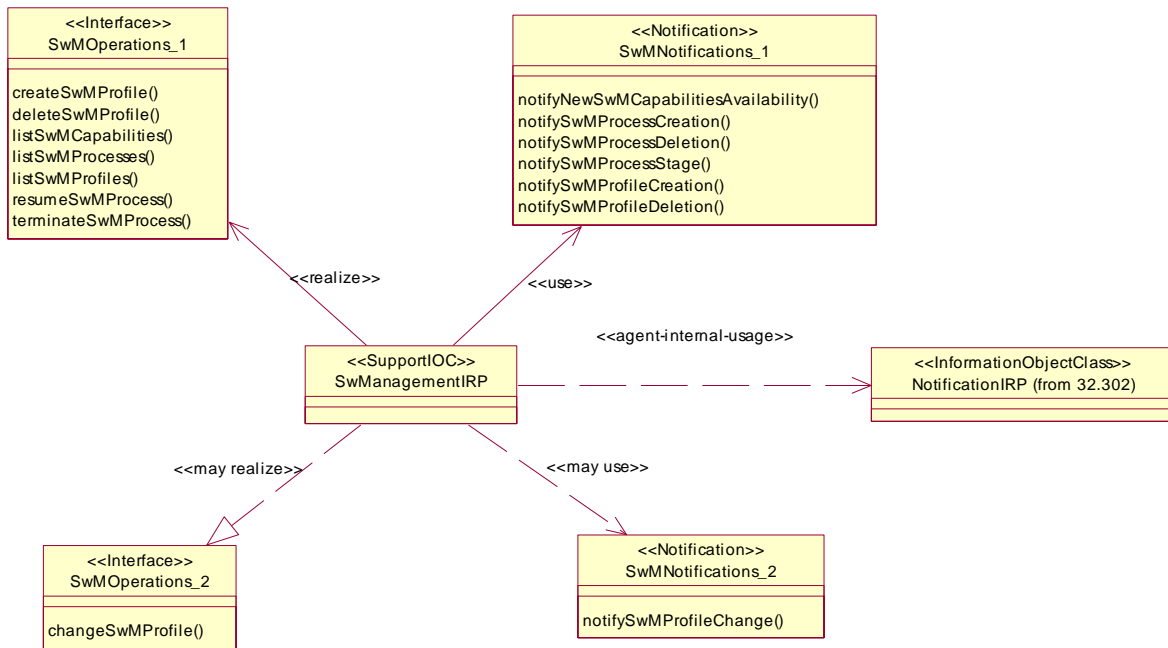 <<Interface>>
SwMOperations_1
createSwMProfile()
deleteSwMProfile()
listSwMCapabilities()
listSwMProcesses()
listSwMProfiles()
resumeSwMProcess()
terminateSwMProcess()
<<Notification>>
SwMNotifications_1
notifyNewSwMCapabilitiesAvailability()
notifySwMProcessCreation()
notifySwMProcessDeletion()
notifySwMProcessStage()
notifySwMProfileCreation()
notifySwMProfileDeletion()
<<realize>>
<<use>>
<<agent-internal-usage>>
<<SupportIOC>>
SwManagementIRP
<<InformationObjectClass>>
NotificationIRP (from 32.302)
<<may realize>>
<<may use>>
<<Interface>>
SwMOperations_2
changeSwMProfile()
<<Notification>>
SwMNotifications_2
notifySwMProfileChange()